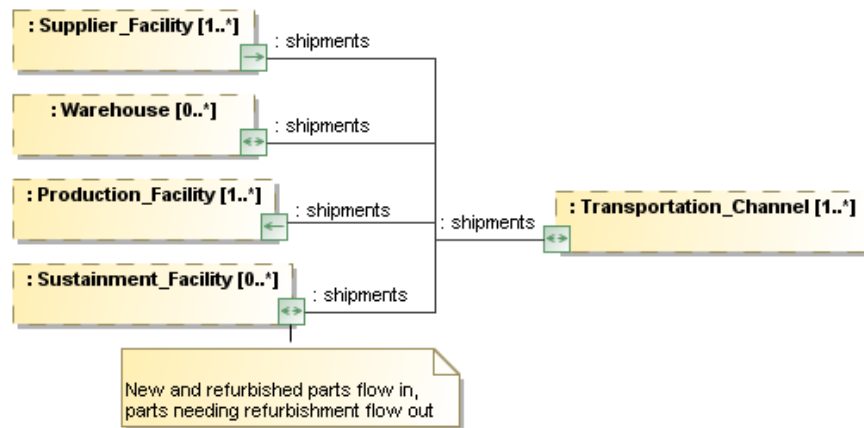 : Supplier_Facility [1..*]
: shipments
: Warehouse [0..*]
: shipments
: Production_Facility [1..*]
: shipments
: Transportation_Channel [1..*]
: shipments
: Sustainment_Facility [0..*]
: shipments
New and refurbished parts flow in,
parts needing refurbishment flow out